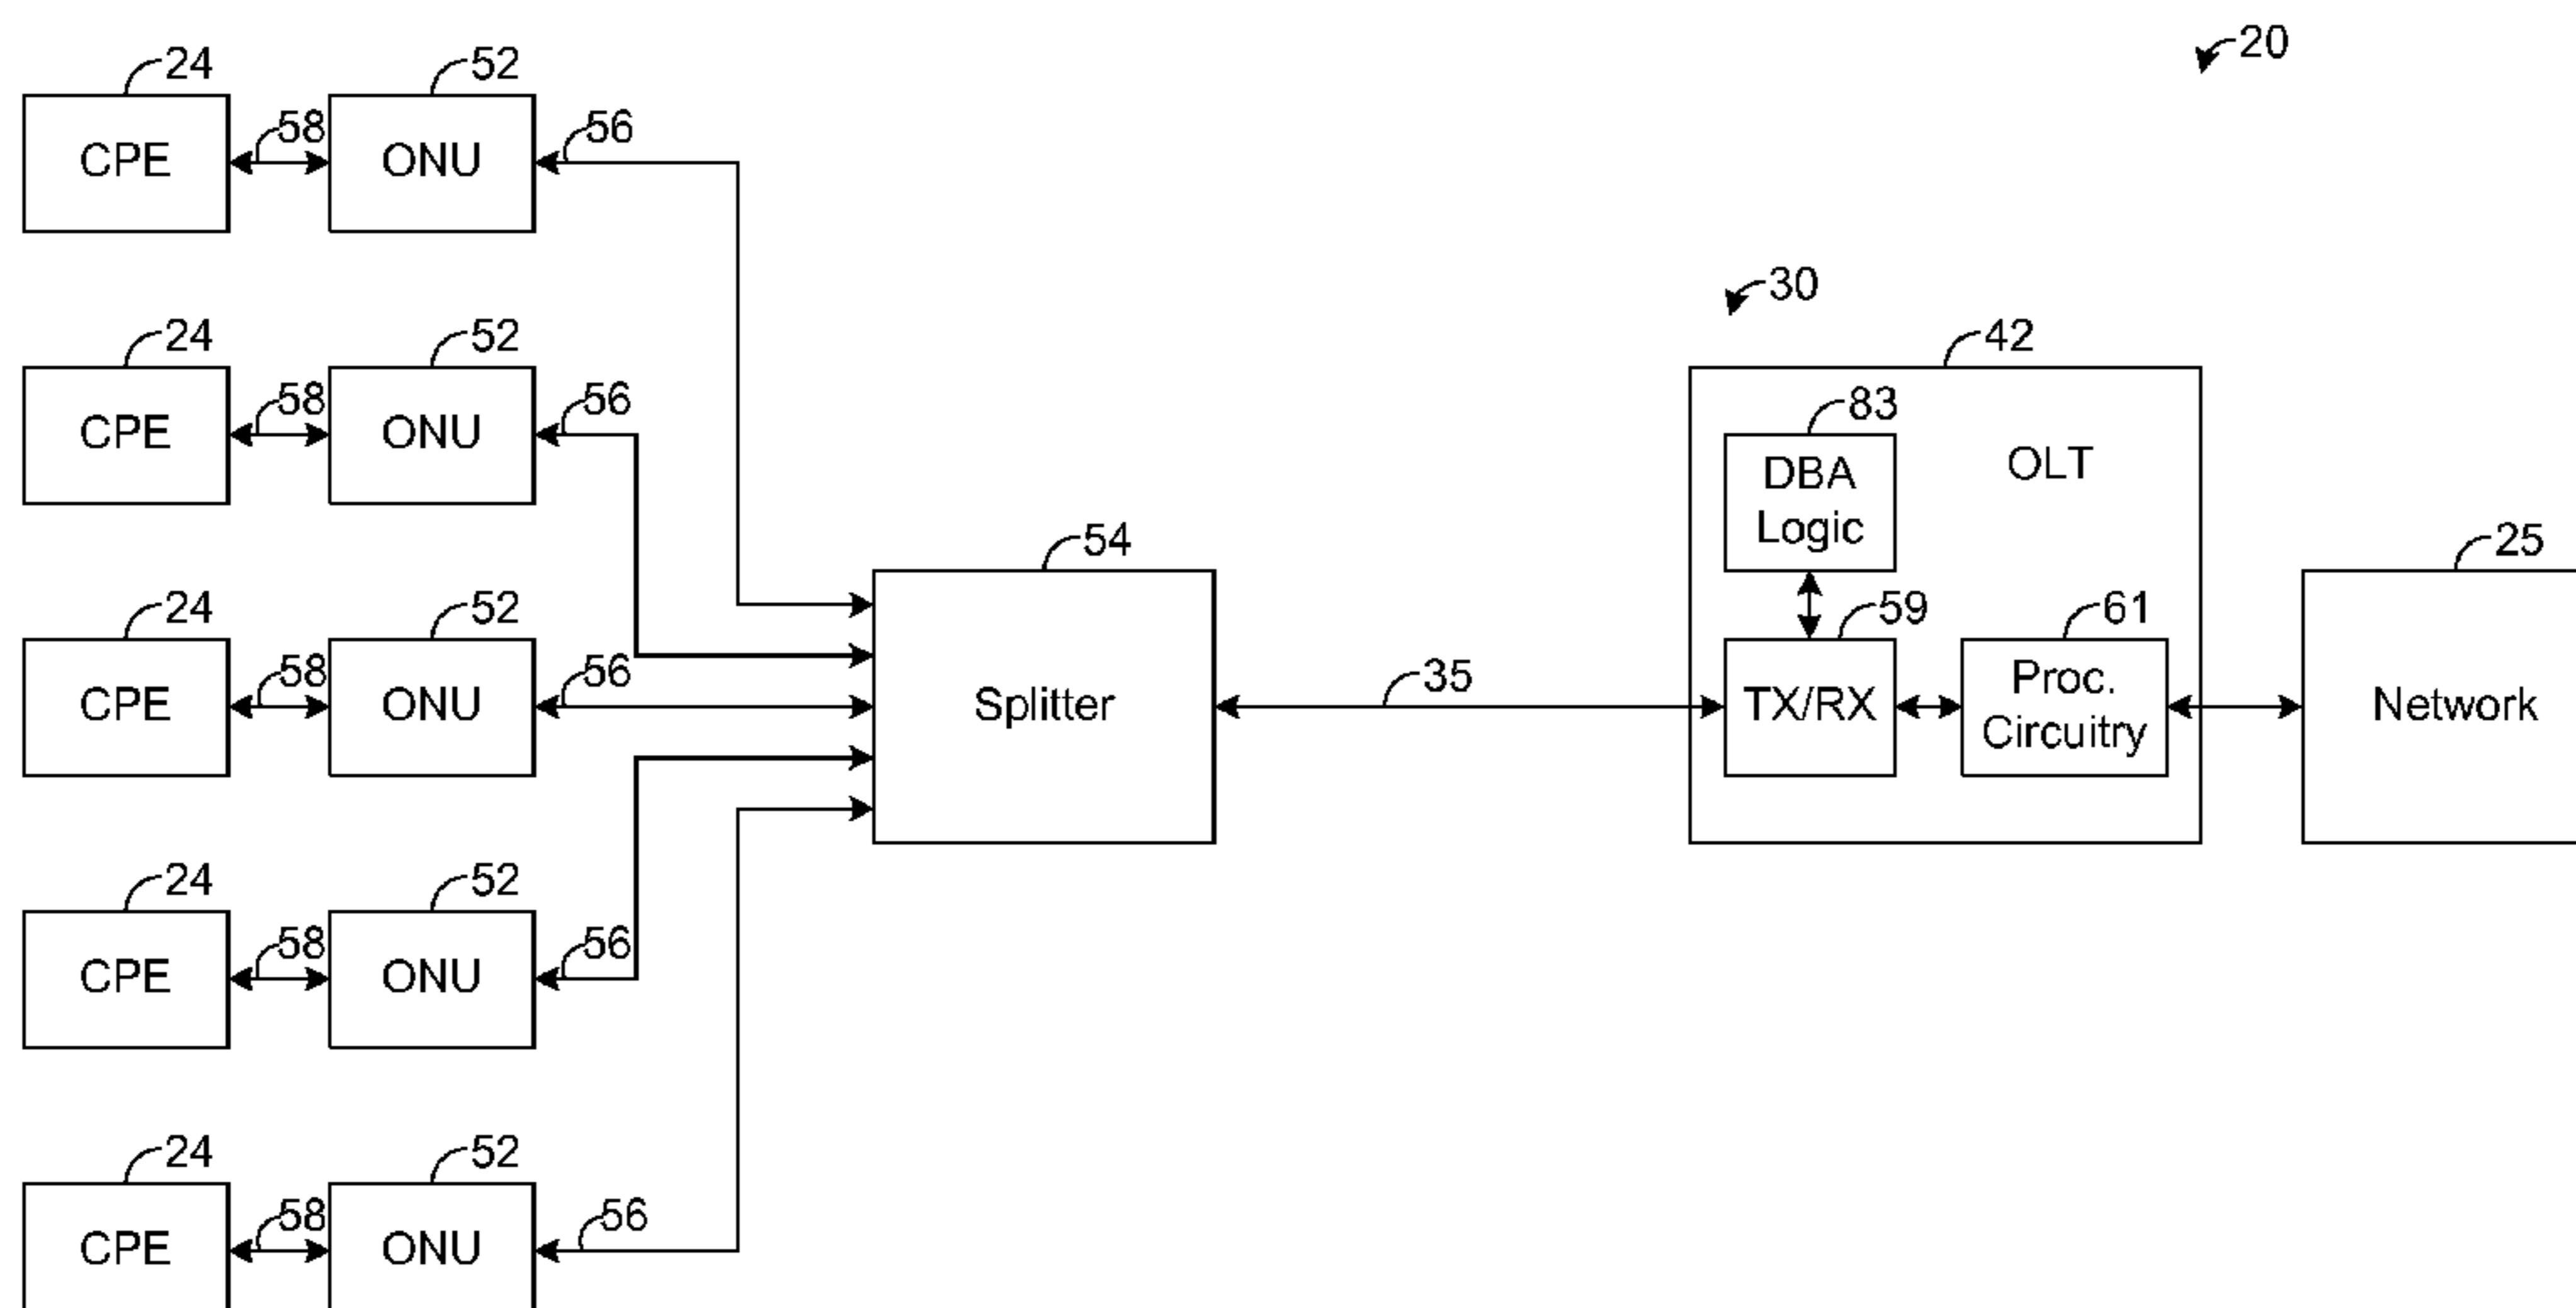 20
24
52
58
56
CPE
ONU
30
24
52
42
58
56
83
CPE
ONU
DBA
Logic
OLT
54
25
24
52
59
61
58
56
35
CPE
ONU
Splitter
TX/RX
Proc.
Circuitry
Network
24
52
58
56
CPE
ONU
24
52
58
56
CPE
ONU